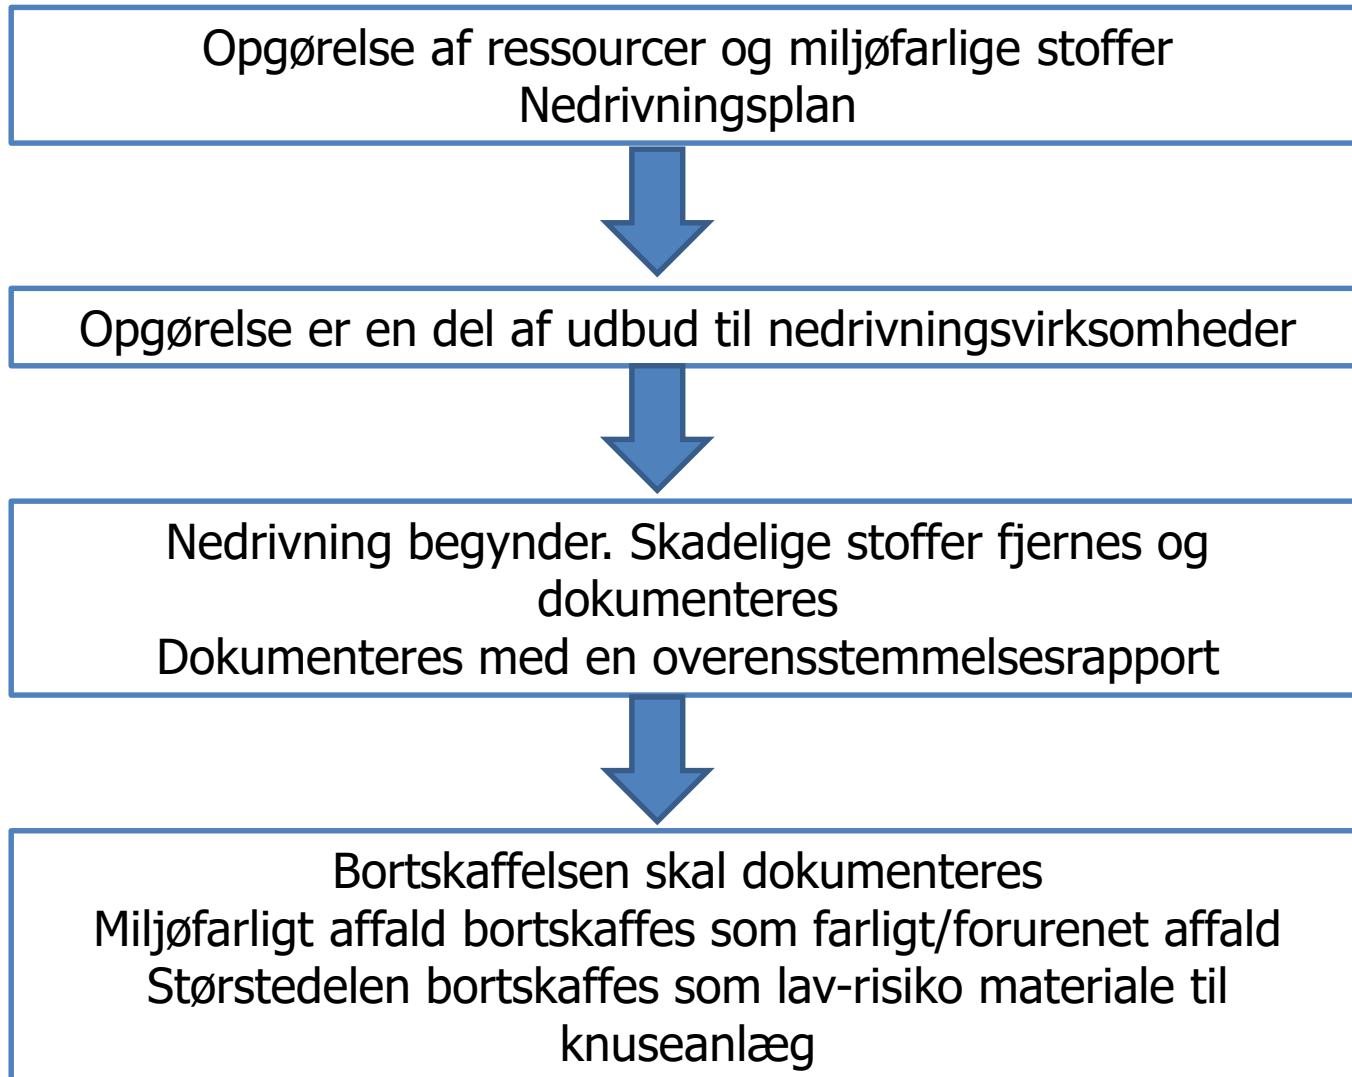 Opgørelse af ressourcer og miljøfarlige stoffer
Nedrivningsplan
Opgørelse er en del af udbud til nedrivningsvirksomheder
Nedrivning begynder. Skadelige stoffer fjernes og
dokumenteres
Dokumenteres med en overensstemmelsesrapport
Bortskaffelsen skal dokumenteres
Miljøfarligt affald bortskaffes som farligt/forurenet affald
Størstedelen bortskaffes som lav-risiko materiale til
knuseanlæg